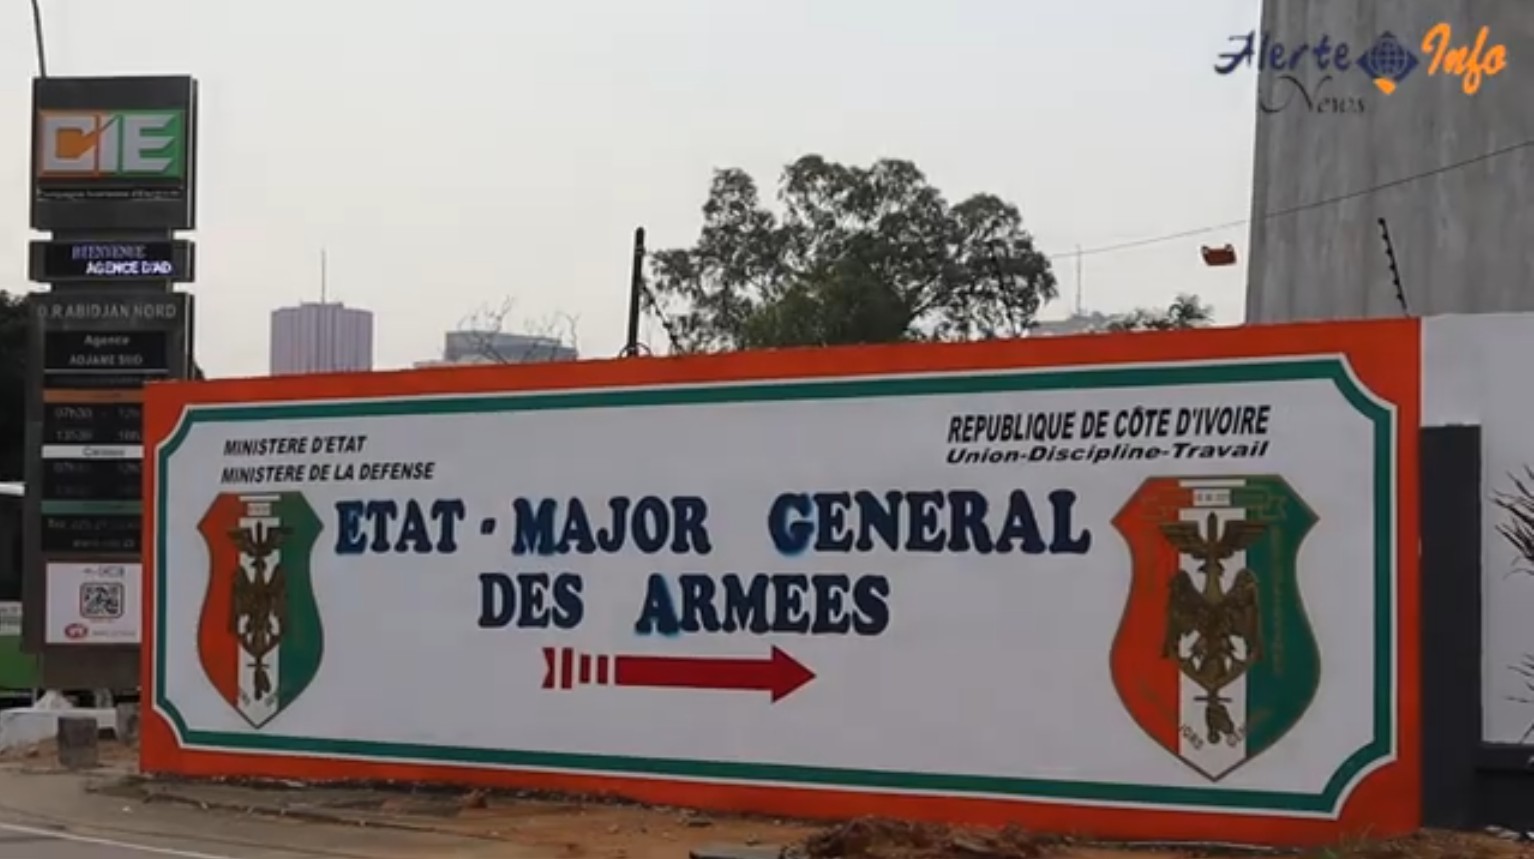 Alerte Info
News
CIE
BIENVENUE
AGENCE D'AD
D.R ABIDJAN NORD
Agence
ADJAME SUD
MINISTERE D'ETAT
MINISTERE DE LA DEFENSE
REPUBLIQUE DE CÔTE D'IVOIRE
Union-Discipline-Travail
ETAT - MAJOR GENERAL
DES ARMEES